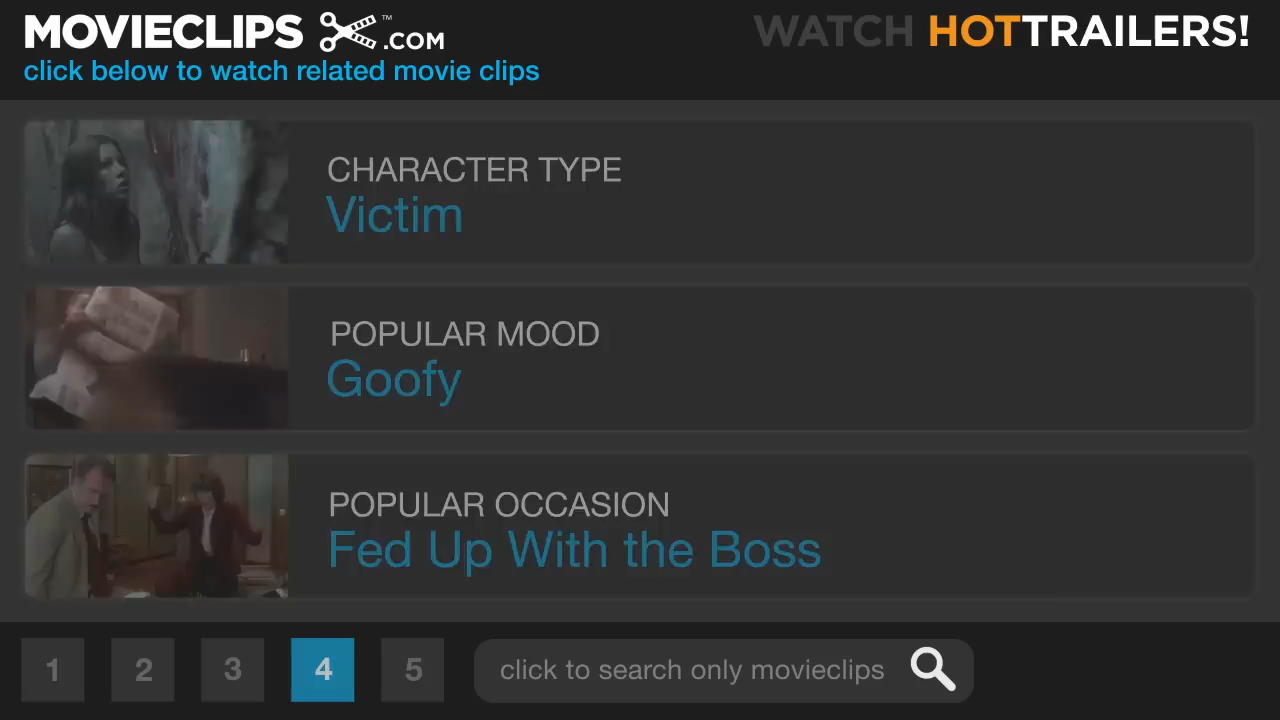 MOVIECLIPS ™ .COM
WATCH HOTTRAILERS!
click below to watch related movie clips
CHARACTER TYPE
Victim
POPULAR MOOD
Goofy
POPULAR OCCASION
Fed Up With the Boss
1 2 3 4 5
click to search only movieclips